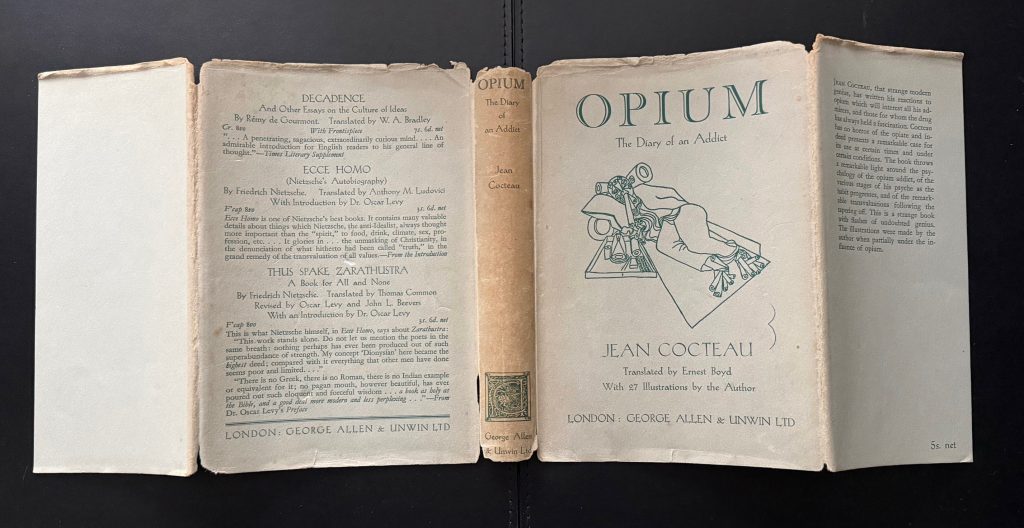 DECADENCE
And Other Essays on the Culture of Ideas
By Rémy de Gourmont. Translated by W. A. Bradley
Cr. 8vo With Frontispiece 7s. 6d. net
“. . . A penetrating, sagacious, extraordinarily curious mind. . . . An
admirable introduction for English readers to his general line of
thought.”—Times Literary Supplement
ECCE HOMO
(Nietzsche's Autobiography)
By Friedrich Nietzsche. Translated by Anthony M. Ludovici
With Introduction by Dr. Oscar Levy
F'cap 8vo 3s. 6d. net
Ecce Homo is one of Nietzsche's best books. It contains many valuable
details about things which Nietzsche, the anti-Idealist, always thought
more important than the “spirit,” to food, drink, climate, sex, pro-
fession, etc. . . . It glories in . . . the unmasking of Christianity, in
the denunciation of what hitherto had been called “truth,” in the
grand remedy of the transvaluation of all values.—From the Introduction
THUS SPAKE ZARATHUSTRA
A Book for All and None
By Friedrich Nietzsche. Translated by Thomas Common
Revised by Oscar Levy and John L. Beevers
With an Introduction by Dr. Oscar Levy
F'cap 8vo 3s. 6d. net
This is what Nietzsche himself, in Ecce Homo, says about Zarathustra:
“This work stands alone. Do not let us mention the poets in the
same breath: nothing perhaps has ever been produced out of such
superabundance of strength. My concept 'Dionysian' here became the
highest deed; compared with it everything that other men have done
seems poor and limited. . . .”
“There is no Greek, there is no Roman, there is no Indian example
or equivalent for it; no pagan mouth, however beautiful, has ever
poured out such eloquent and forceful wisdom . . . a book as holy as
the Bible, and a good deal more modern and less perplexing . . .”—From
Dr. Oscar Levy's Preface
LONDON: GEORGE ALLEN & UNWIN LTD
OPIUM
The Diary
of
an Addict
Jean
Cocteau
George Allen
& Unwin Ltd
OPIUM
The Diary of an Addict
JEAN COCTEAU
Translated by Ernest Boyd
With 27 Illustrations by the Author
LONDON: GEORGE ALLEN & UNWIN LTD
JEAN COCTEAU, that strange modern
genius, has written his reactions to
opium which will interest all his ad-
mirers, and those for whom the drug
has always held a fascination. Cocteau
has no horror of the opiate and in-
deed presents a remarkable case for
its use at certain times and under
certain conditions. The book throws
a remarkable light around the psy-
chology of the opium addict, of the
various stages of his psyche as the
habit progresses, and of the remark-
able transvaluations following the
tapering off. This is a strange book
with flashes of undoubted genius.
The illustrations were made by the
author when partially under the in-
fluence of opium.
5s. net